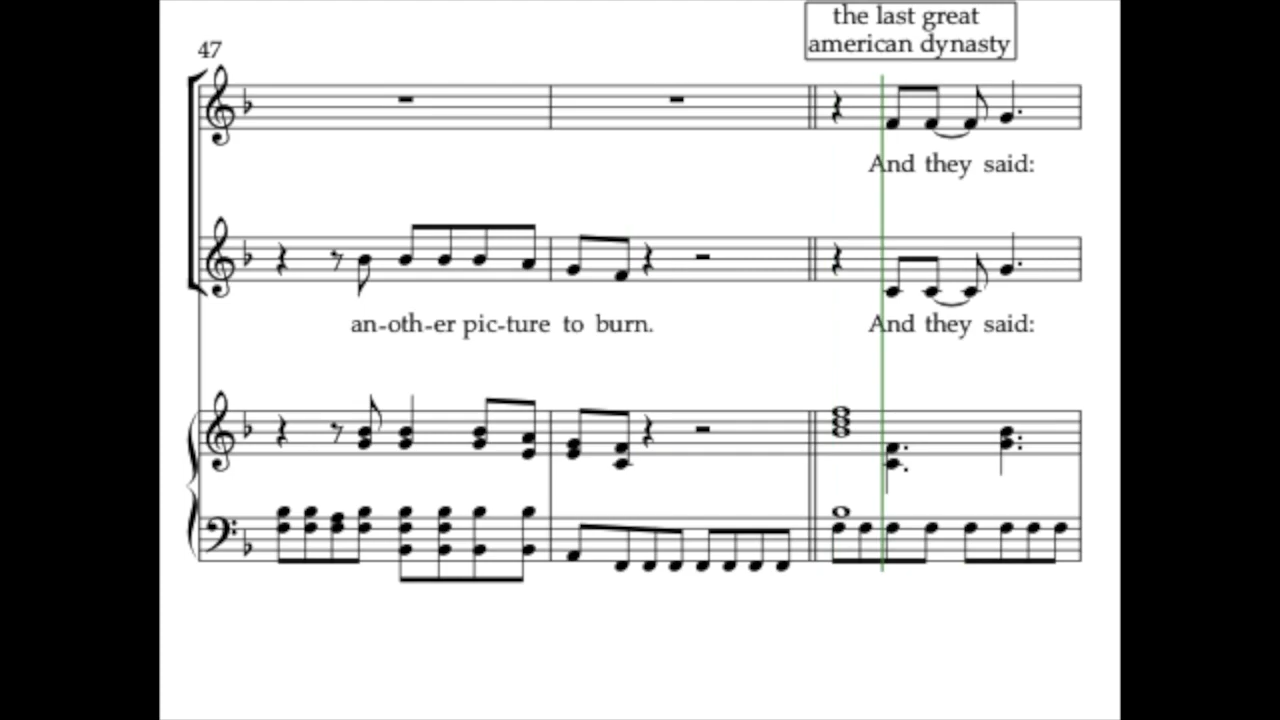 the last great
american dynasty
47
And they said:
an-oth-er pic-ture to burn.
And they said: